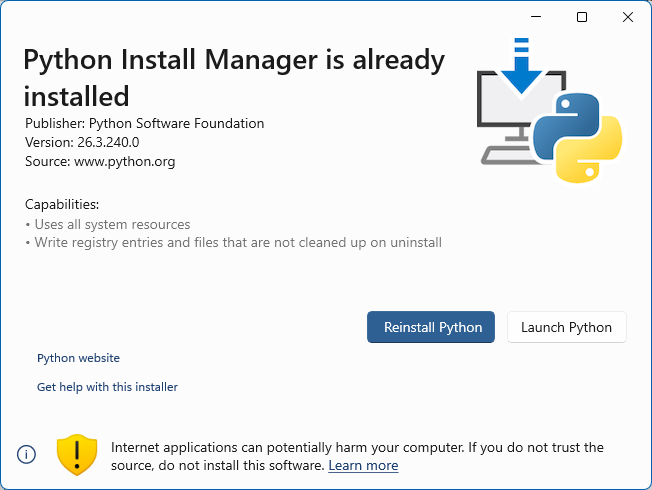 Python Install Manager is already
installed
Publisher: Python Software Foundation
Version: 26.3.240.0
Source: www.python.org
Capabilities:
• Uses all system resources
• Write registry entries and files that are not cleaned up on uninstall
Reinstall Python
Launch Python
Python website
Get help with this installer
Internet applications can potentially harm your computer. If you do not trust the
source, do not install this software. Learn more